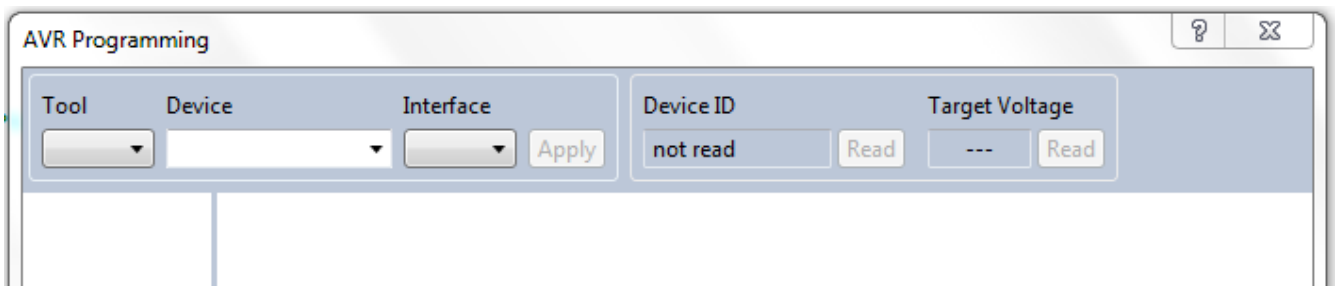 AVR Programming
Tool Device Interface Device ID Target Voltage
Apply not read Read --- Read